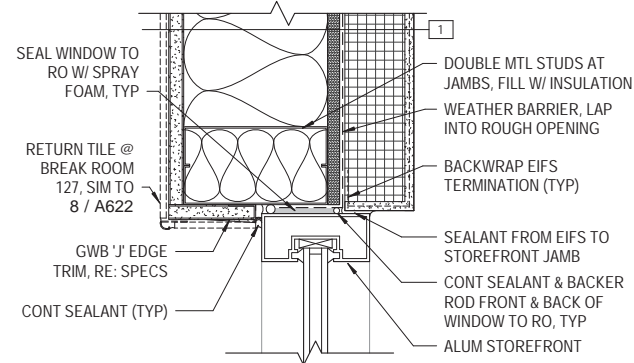 1
SEAL WINDOW TO
RO W/ SPRAY
FOAM, TYP
RETURN TILE @
BREAK ROOM
127, SIM TO
8 / A622
GWB 'J' EDGE
TRIM, RE: SPECS
CONT SEALANT (TYP)
DOUBLE MTL STUDS AT
JAMBS, FILL W/ INSULATION
WEATHER BARRIER, LAP
INTO ROUGH OPENING
BACKWRAP EIFS
TERMINATION (TYP)
SEALANT FROM EIFS TO
STOREFRONT JAMB
CONT SEALANT & BACKER
ROD FRONT & BACK OF
WINDOW TO RO, TYP
ALUM STOREFRONT